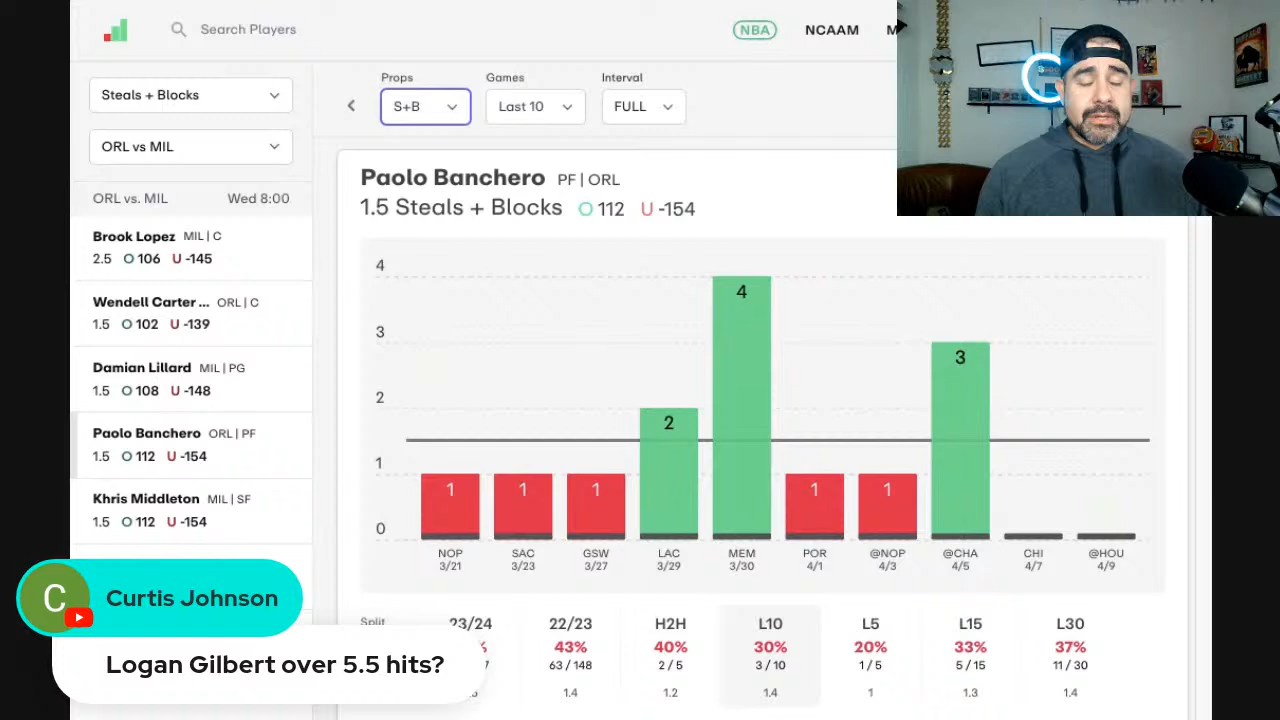 Search Players
NBA
NCAAM
Steals + Blocks
ORL vs MIL
Props
Games
Interval
S+B
Last 10
FULL
ORL vs. MIL Wed 8:00
Brook Lopez MIL | C
2.5 O 106 U -145
Wendell Carter ... ORL | C
1.5 O 102 U -139
Damian Lillard MIL | PG
1.5 O 108 U -148
Paolo Banchero ORL | PF
1.5 O 112 U -154
Khris Middleton MIL | SF
1.5 O 112 U -154
Paolo Banchero PF | ORL
1.5 Steals + Blocks O 112 U -154
4
3
2
1
0
1 1 1 2 4 1 1 3
NOP SAC GSW LAC MEM POR @NOP @CHA CHI @HOU
3/21 3/23 3/27 3/29 3/30 4/1 4/3 4/5 4/7 4/9
Split 23/24 22/23 H2H L10 L5 L15 L30
43% 40% 30% 20% 33% 37%
63 / 148 2 / 5 3 / 10 1 / 5 5 / 15 11 / 30
1.4 1.2 1.4 1 1.3 1.4
C Curtis Johnson
Logan Gilbert over 5.5 hits?